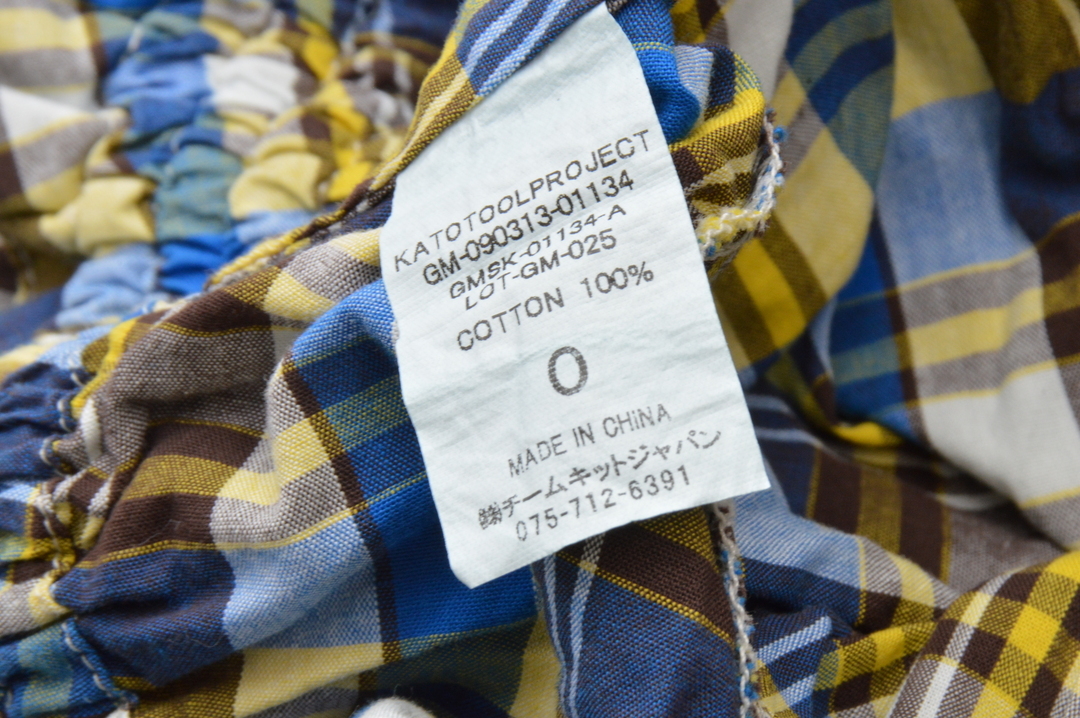 KATOTOOLPROJECT
GM-090313-01134
GMSK-01134-A
LOT-GM-025
COTTON 100%
0
MADE IN CHiNA
㈱チームキットジャパン
075-712-6391